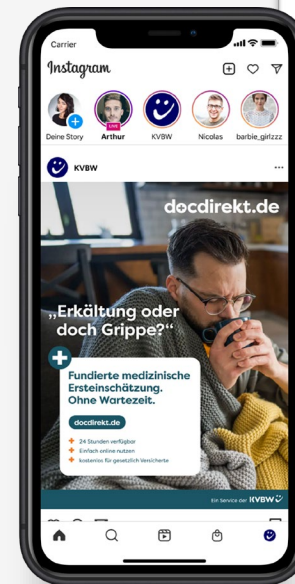 Carrier
Instagram
Deine Story
LIVE
Arthur
KVBW
Nicolas
barbie_girlzzz
KVBW
docdirekt.de
„Erkältung oder
doch Grippe?“
Fundierte medizinische
Ersteinschätzung.
Ohne Wartezeit.
docdirekt.de
24 Stunden verfügbar
Einfach online nutzen
kostenlos für gesetzlich Versicherte
Ein Service der KVBW